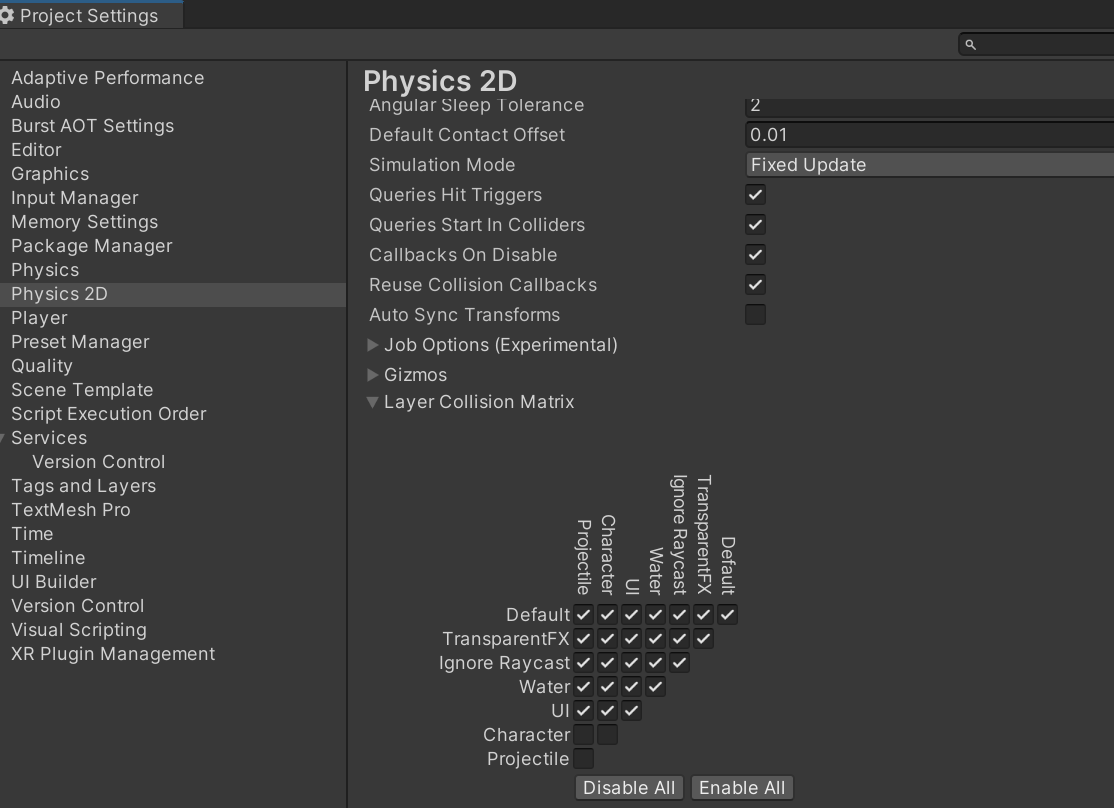 Project Settings
Adaptive Performance
Audio
Burst AOT Settings
Editor
Graphics
Input Manager
Memory Settings
Package Manager
Physics
Physics 2D
Player
Preset Manager
Quality
Scene Template
Script Execution Order
Services
Version Control
Tags and Layers
TextMesh Pro
Time
Timeline
UI Builder
Version Control
Visual Scripting
XR Plugin Management
Physics 2D
Angular Sleep Tolerance 2
Default Contact Offset 0.01
Simulation Mode Fixed Update
Queries Hit Triggers
Queries Start In Colliders
Callbacks On Disable
Reuse Collision Callbacks
Auto Sync Transforms
Job Options (Experimental)
Gizmos
Layer Collision Matrix
Projectile
Character
UI
Water
Ignore Raycast
TransparentFX
Default
Default
TransparentFX
Ignore Raycast
Water
UI
Character
Projectile
Disable All Enable All